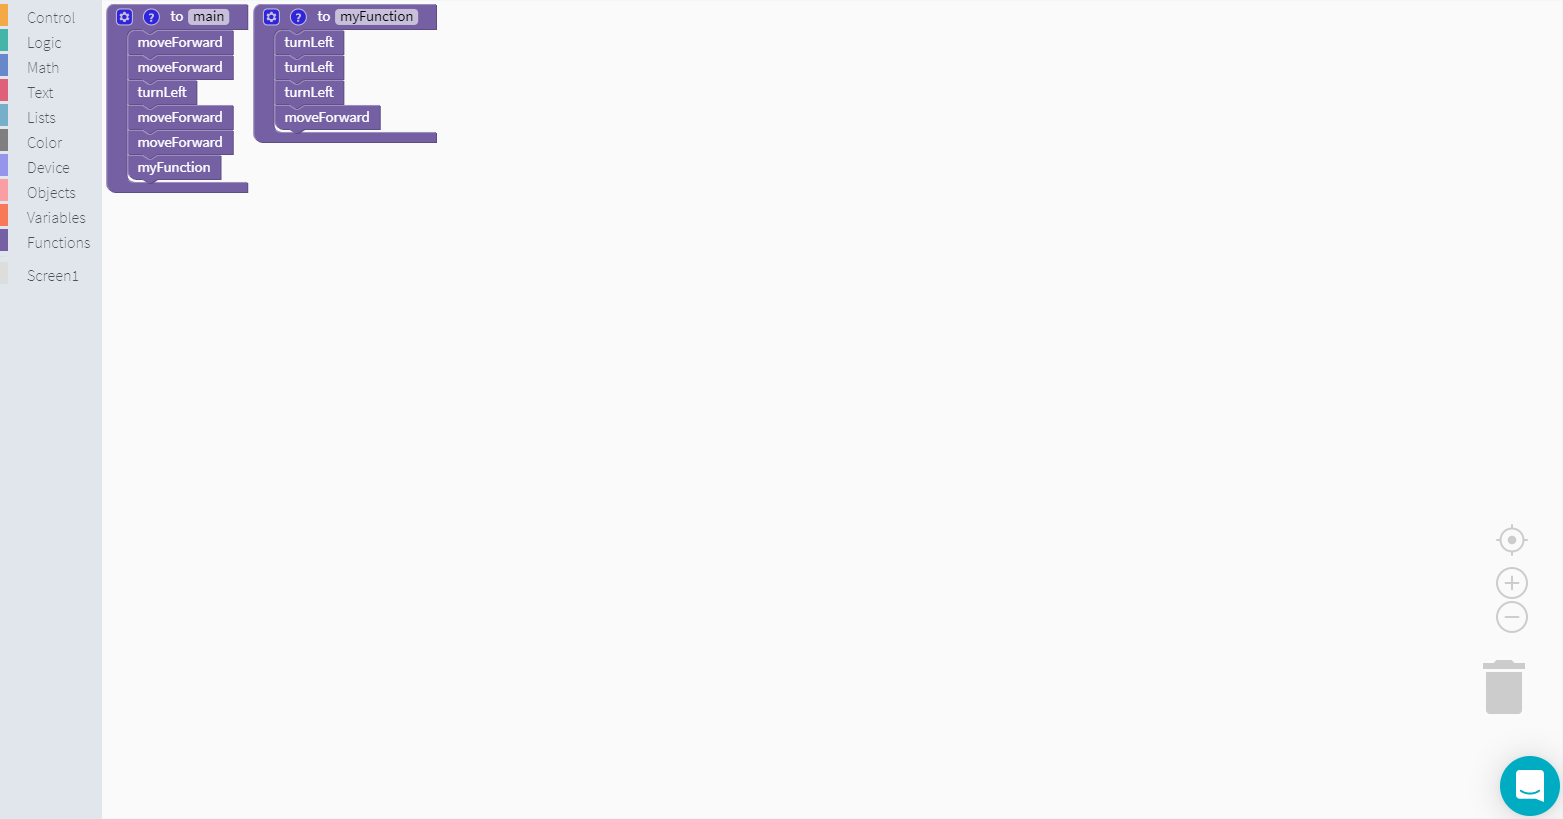 Control
Logic
Math
Text
Lists
Color
Device
Objects
Variables
Functions
Screen1
? to main
moveForward
moveForward
turnLeft
moveForward
moveForward
myFunction
? to myFunction
turnLeft
turnLeft
turnLeft
moveForward